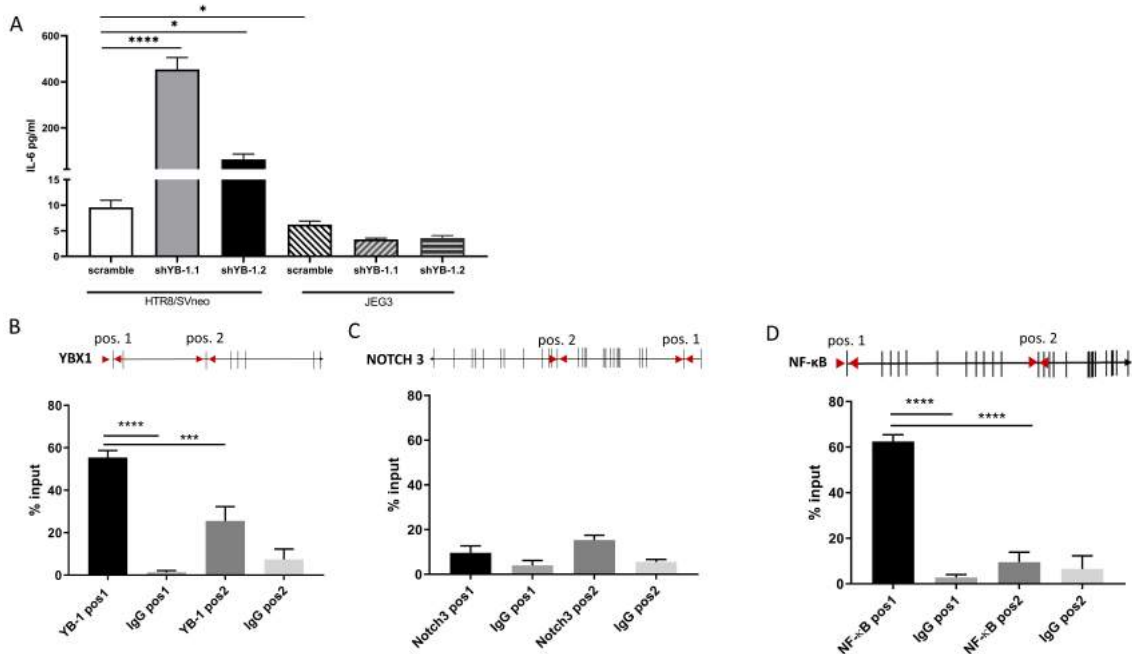 A
*
*
****
600
400
200
15
10
5
0
IL-6 pg/ml
scramble shYB-1.1 shYB-1.2 scramble shYB-1.1 shYB-1.2
HTR8/SVneo JEG3
B
pos. 1 pos. 2
YBX1
80
60
40
20
0
% input
****
***
YB-1 pos1 IgG pos1 YB-1 pos2 IgG pos2
C
pos. 2 pos. 1
NOTCH 3
80
60
40
20
0
% input
Notch3 pos1 IgG pos1 Notch3 pos2 IgG pos2
D
pos. 1 pos. 2
NF-κB
80
60
40
20
0
% input
****
****
NF-κB pos1 IgG pos1 NF-κB pos2 IgG pos2